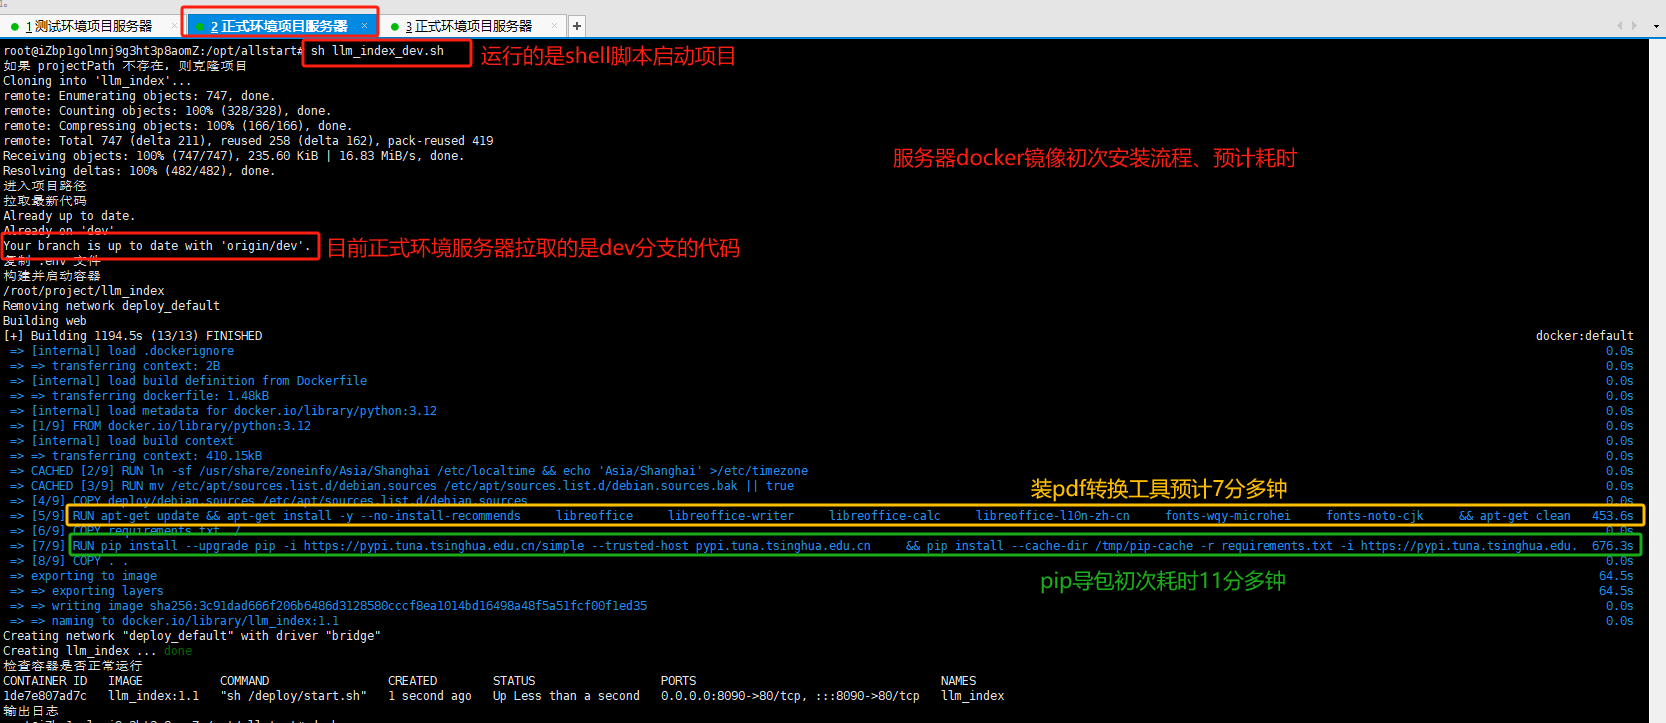 1 测试环境项目服务器 × 2 正式环境项目服务器 × 3 正式环境项目服务器 × +
root@iZbp1golnnj9g3ht3p8aomZ:/opt/allstart# sh llm_index_dev.sh
运行的是shell脚本启动项目
如果 projectPath 不存在, 则克隆项目
Cloning into 'llm_index'...
remote: Enumerating objects: 747, done.
remote: Counting objects: 100% (328/328), done.
remote: Compressing objects: 100% (166/166), done.
remote: Total 747 (delta 211), reused 258 (delta 162), pack-reused 419
Receiving objects: 100% (747/747), 235.60 KiB | 16.83 MiB/s, done.
服务器docker镜像初次安装流程、预计耗时
Resolving deltas: 100% (482/482), done.
进入项目路径
拉取最新代码
Already up to date.
Already on 'dev'
Your branch is up to date with 'origin/dev'.
目前正式环境服务器拉取的是dev分支的代码
复制 .env 文件
构建并启动容器
/root/project/llm_index
Removing network deploy_default
Building web
[+] Building 1194.5s (13/13) FINISHED docker:default
=> [internal] load .dockerignore 0.0s
=> => transferring context: 2B 0.0s
=> [internal] load build definition from Dockerfile 0.0s
=> => transferring dockerfile: 1.48kB 0.0s
=> [internal] load metadata for docker.io/library/python:3.12 0.0s
=> [1/9] FROM docker.io/library/python:3.12 0.0s
=> [internal] load build context 0.0s
=> => transferring context: 410.15kB 0.0s
=> CACHED [2/9] RUN ln -sf /usr/share/zoneinfo/Asia/Shanghai /etc/localtime && echo 'Asia/Shanghai' >/etc/timezone 0.0s
=> CACHED [3/9] RUN mv /etc/apt/sources.list.d/debian.sources /etc/apt/sources.list.d/debian.sources.bak || true 0.0s
装pdf转换工具预计7分多钟
=> [4/9] COPY deploy/debian.sources /etc/apt/sources.list.d/debian.sources
=> [5/9] RUN apt-get update && apt-get install -y --no-install-recommends libreoffice libreoffice-writer libreoffice-calc libreoffice-l10n-zh-cn fonts-wqy-microhei fonts-noto-cjk && apt-get clean 453.6s
=> [6/9] COPY requirements.txt / 0.0s
=> [7/9] RUN pip install --upgrade pip -i https://pypi.tuna.tsinghua.edu.cn/simple --trusted-host pypi.tuna.tsinghua.edu.cn && pip install --cache-dir /tmp/pip-cache -r requirements.txt -i https://pypi.tuna.tsinghua.edu. 676.3s
=> [8/9] COPY . . 0.0s
=> exporting to image 64.5s
pip导包初次耗时11分多钟
=> => exporting layers 64.5s
=> => writing image sha256:3c91dad666f206b6486d3128580cccf8ea1014bd16498a48f5a51fcf00f1ed35 0.0s
=> => naming to docker.io/library/llm_index:1.1 0.0s
Creating network "deploy_default" with driver "bridge"
Creating llm_index ... done
检查容器是否正常运行
CONTAINER ID IMAGE COMMAND CREATED STATUS PORTS NAMES
1de7e807ad7c llm_index:1.1 "sh /deploy/start.sh" 1 second ago Up Less than a second 0.0.0.0:8090->80/tcp, :::8090->80/tcp llm_index
输出日志